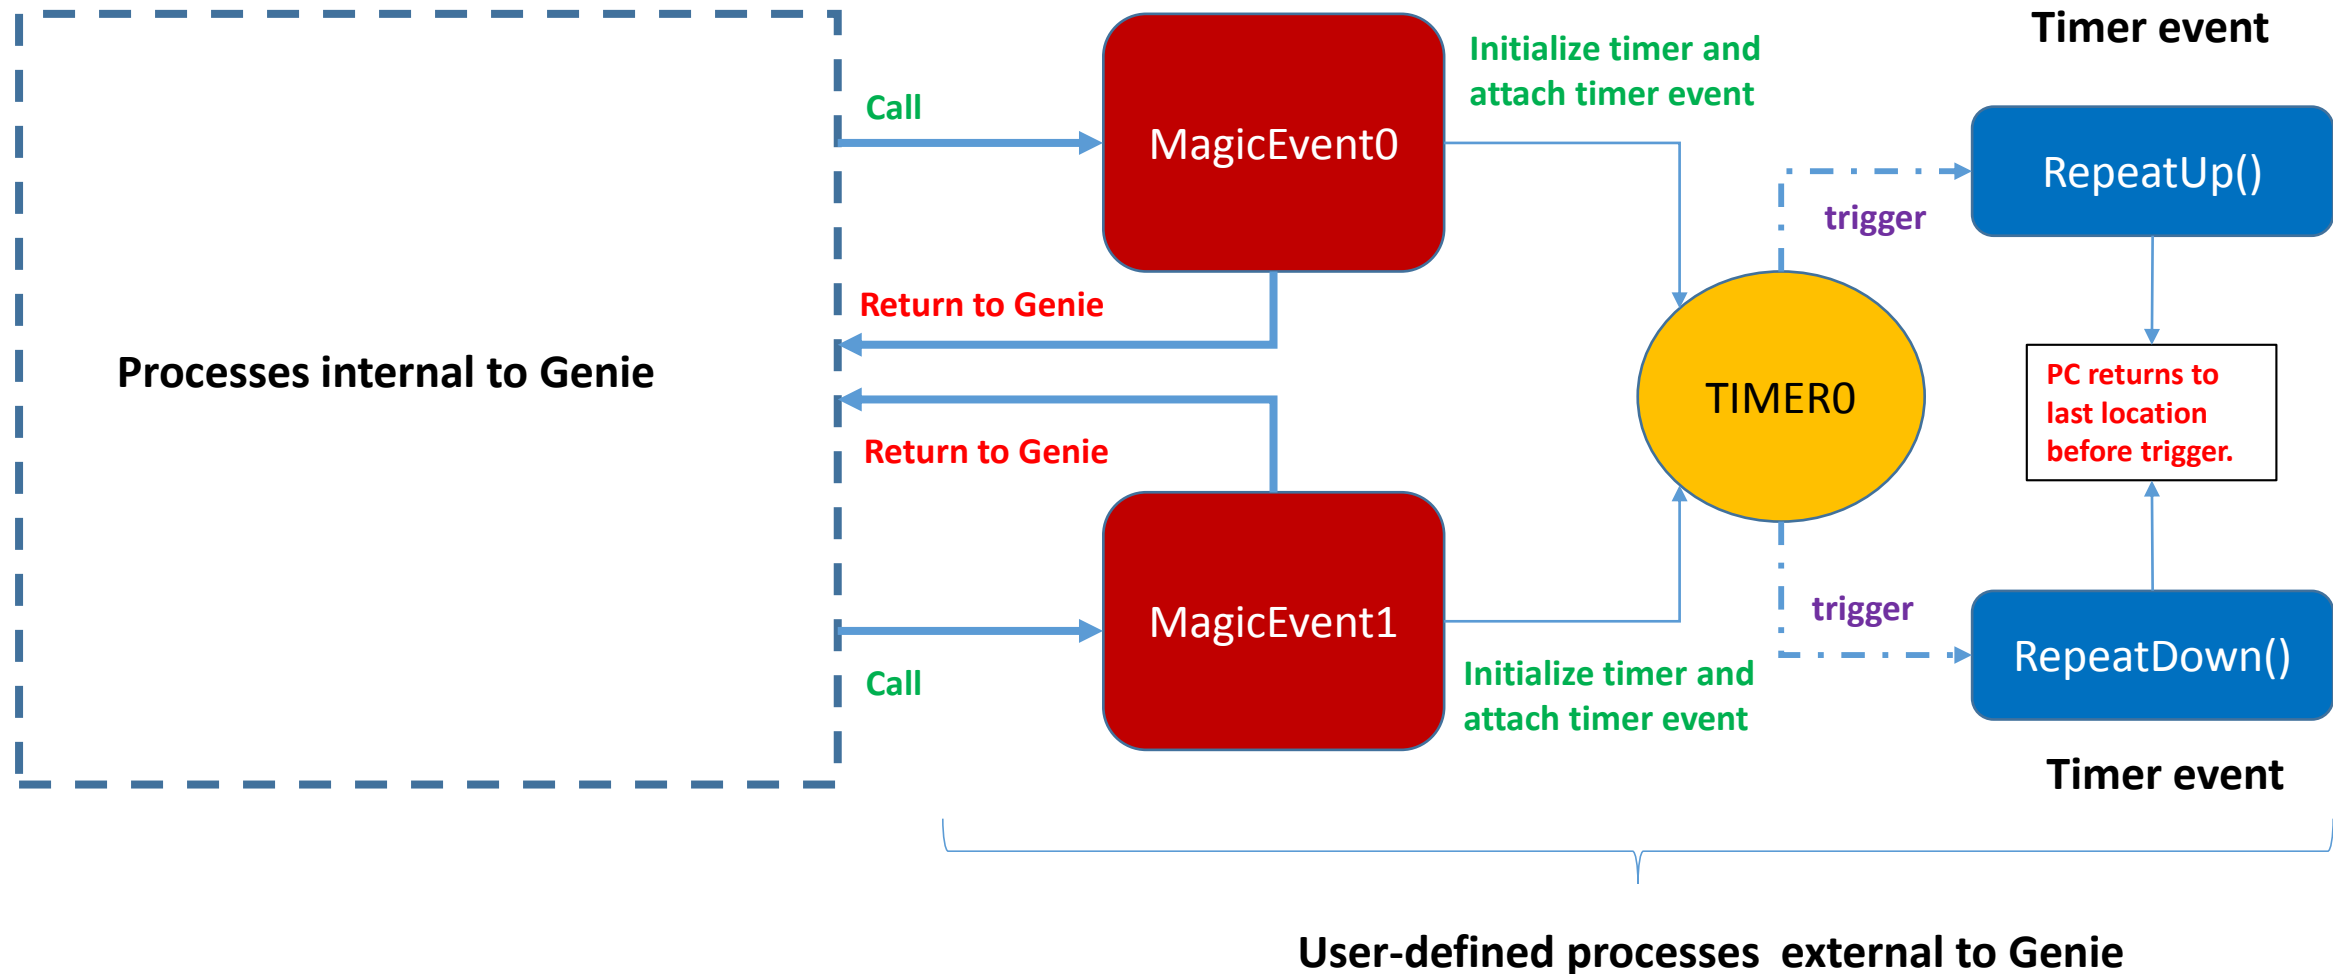 Timer event
Initialize timer and
attach timer event
Call
MagicEvent0
RepeatUp()
trigger
Return to Genie
Processes internal to Genie
TIMER0
PC returns to
last location
before trigger.
Return to Genie
MagicEvent1
trigger
RepeatDown()
Call
Initialize timer and
attach timer event
Timer event
User-defined processes  external to Genie